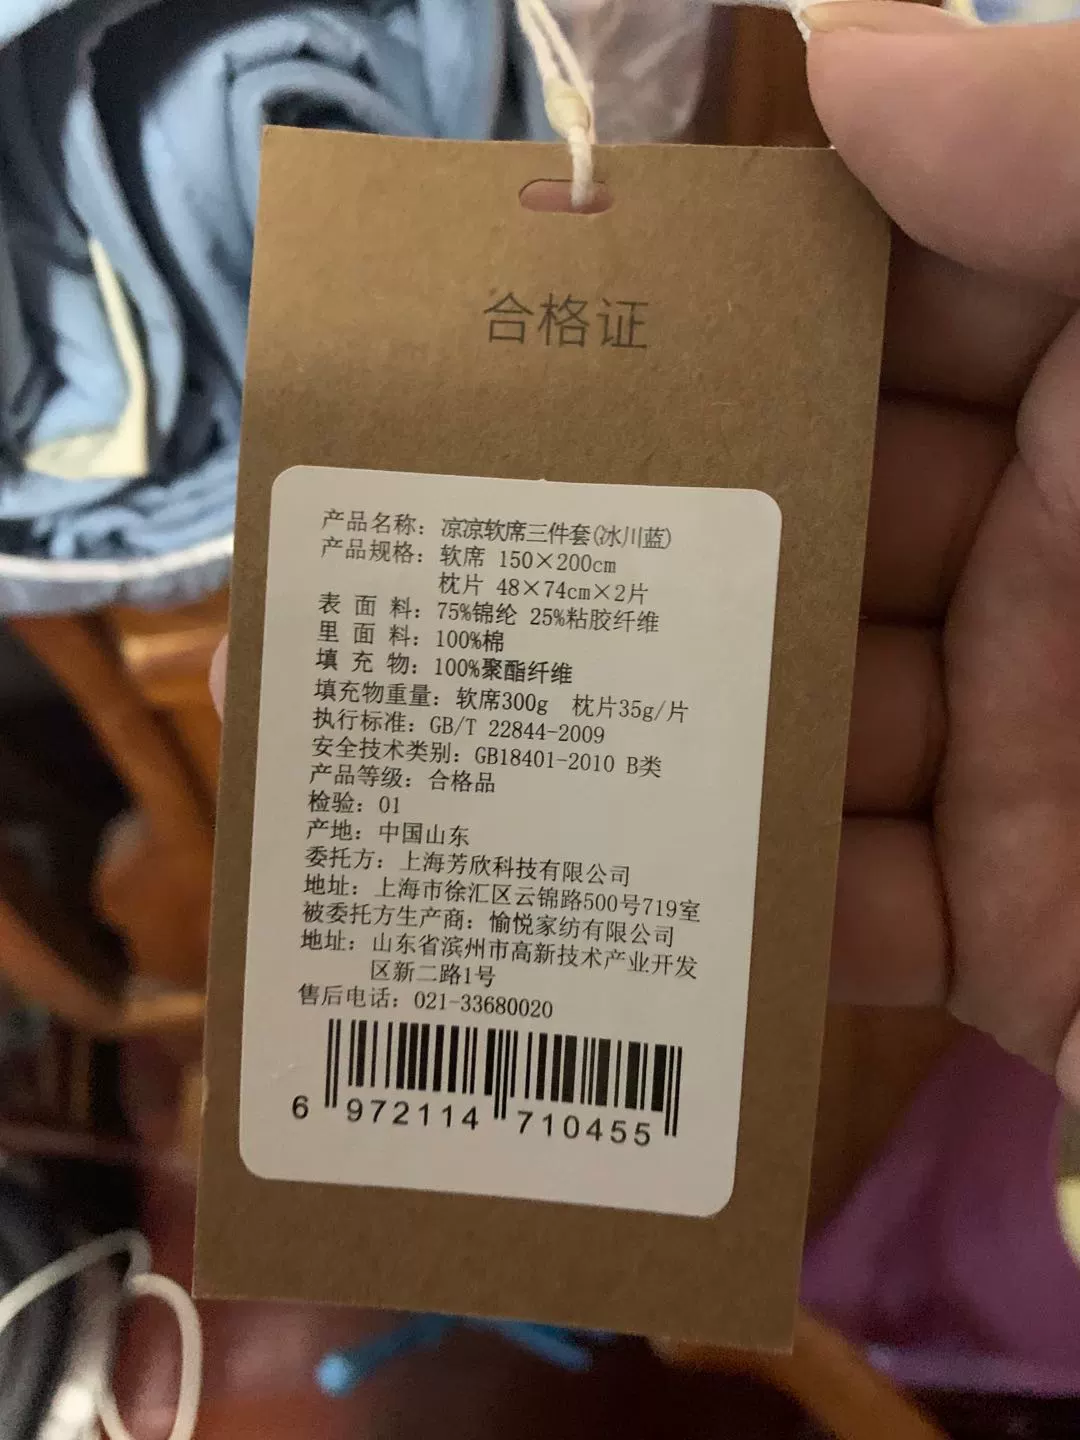 合格证
产品名称：凉凉软席三件套(冰川蓝)
产品规格：软席 150×200cm
枕片 48×74cm×2片
表 面 料：75%锦纶 25%粘胶纤维
里 面 料：100%棉
填 充 物：100%聚酯纤维
填充物重量：软席300g 枕片35g/片
执行标准：GB/T 22844-2009
安全技术类别：GB18401-2010 B类
产品等级：合格品
检验：01
产地：中国山东
委托方：上海芳欣科技有限公司
地址：上海市徐汇区云锦路500号719室
被委托方生产商：愉悦家纺有限公司
地址：山东省滨州市高新技术产业开发
区新二路1号
售后电话：021-33680020
6 972114 710455